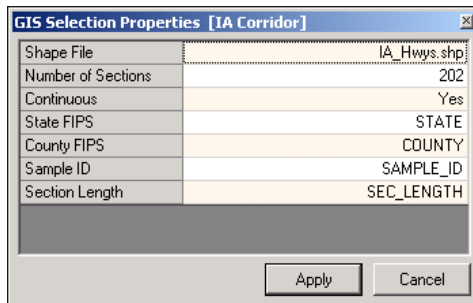 GIS Selection Properties [IA Corridor]
Shape File IA_Hwys.shp
Number of Sections 202
Continuous Yes
State FIPS STATE
County FIPS COUNTY
Sample ID SAMPLE_ID
Section Length SEC_LENGTH
Apply Cancel